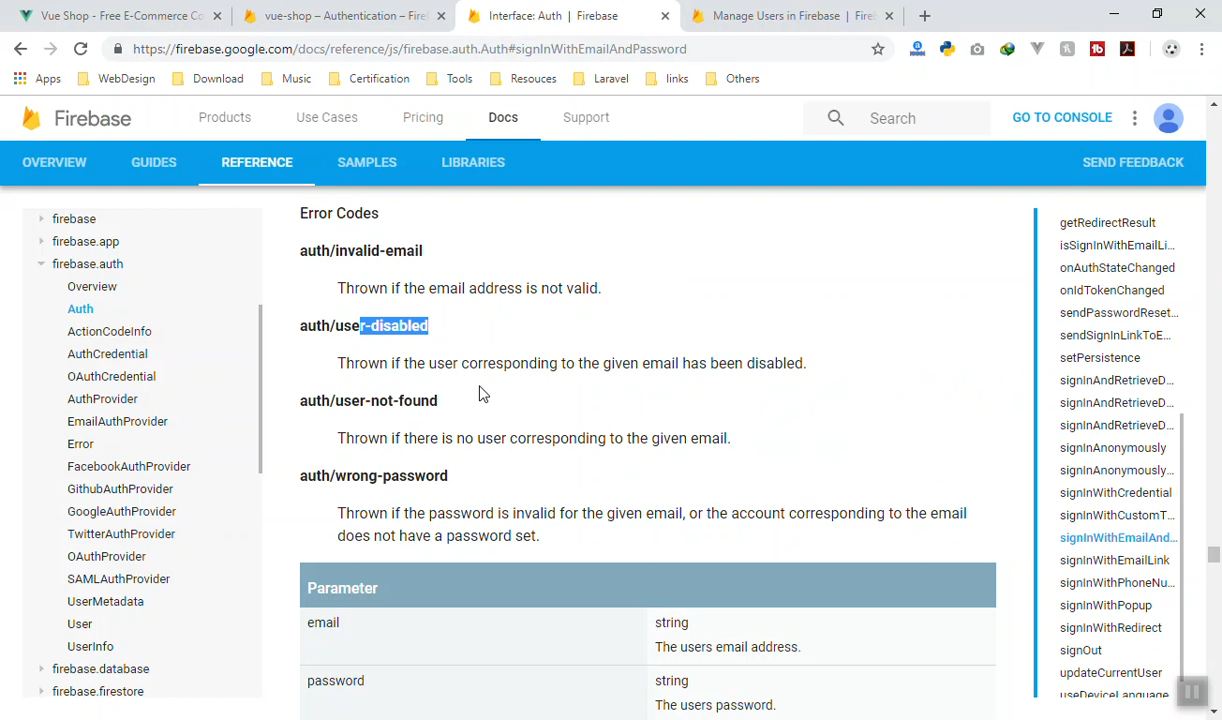 Vue Shop - Free E-Commerce Co
vue-shop – Authentication – Fire
Interface: Auth | Firebase
Manage Users in Firebase | Fire
https://firebase.google.com/docs/reference/js/firebase.auth.Auth#signInWithEmailAndPassword
Apps
WebDesign
Download
Music
Certification
Tools
Resouces
Laravel
links
Others
Firebase
Products
Use Cases
Pricing
Docs
Support
Search
GO TO CONSOLE
OVERVIEW
GUIDES
REFERENCE
SAMPLES
LIBRARIES
SEND FEEDBACK
firebase
firebase.app
firebase.auth
Overview
Auth
ActionCodeInfo
AuthCredential
OAuthCredential
AuthProvider
EmailAuthProvider
Error
FacebookAuthProvider
GithubAuthProvider
GoogleAuthProvider
TwitterAuthProvider
OAuthProvider
SAMLAuthProvider
UserMetadata
User
UserInfo
firebase.database
firebase.firestore
Error Codes
auth/invalid-email
Thrown if the email address is not valid.
auth/user-disabled
Thrown if the user corresponding to the given email has been disabled.
auth/user-not-found
Thrown if there is no user corresponding to the given email.
auth/wrong-password
Thrown if the password is invalid for the given email, or the account corresponding to the email
does not have a password set.
Parameter
email
string
The users email address.
password
string
The users password.
getRedirectResult
isSignInWithEmailLi...
onAuthStateChanged
onIdTokenChanged
sendPasswordReset...
sendSignInLinkToE...
setPersistence
signInAndRetrieveD...
signInAndRetrieveD...
signInAndRetrieveD...
signInAnonymously
signInAnonymously...
signInWithCredential
signInWithCustomT...
signInWithEmailAnd...
signInWithEmailLink
signInWithPhoneNu...
signInWithPopup
signInWithRedirect
signOut
updateCurrentUser
useDeviceLanguage